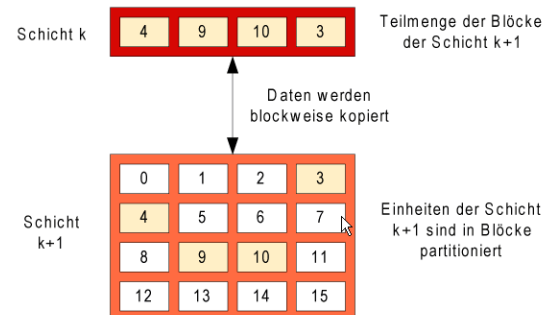 Schicht k
4 9 10 3
Teilmenge der Blöcke
der Schicht k+1
Daten werden
blockweise kopiert
Schicht
k+1
0 1 2 3
4 5 6 7
8 9 10 11
12 13 14 15
Einheiten der Schicht
k+1 sind in Blöcke
partitioniert